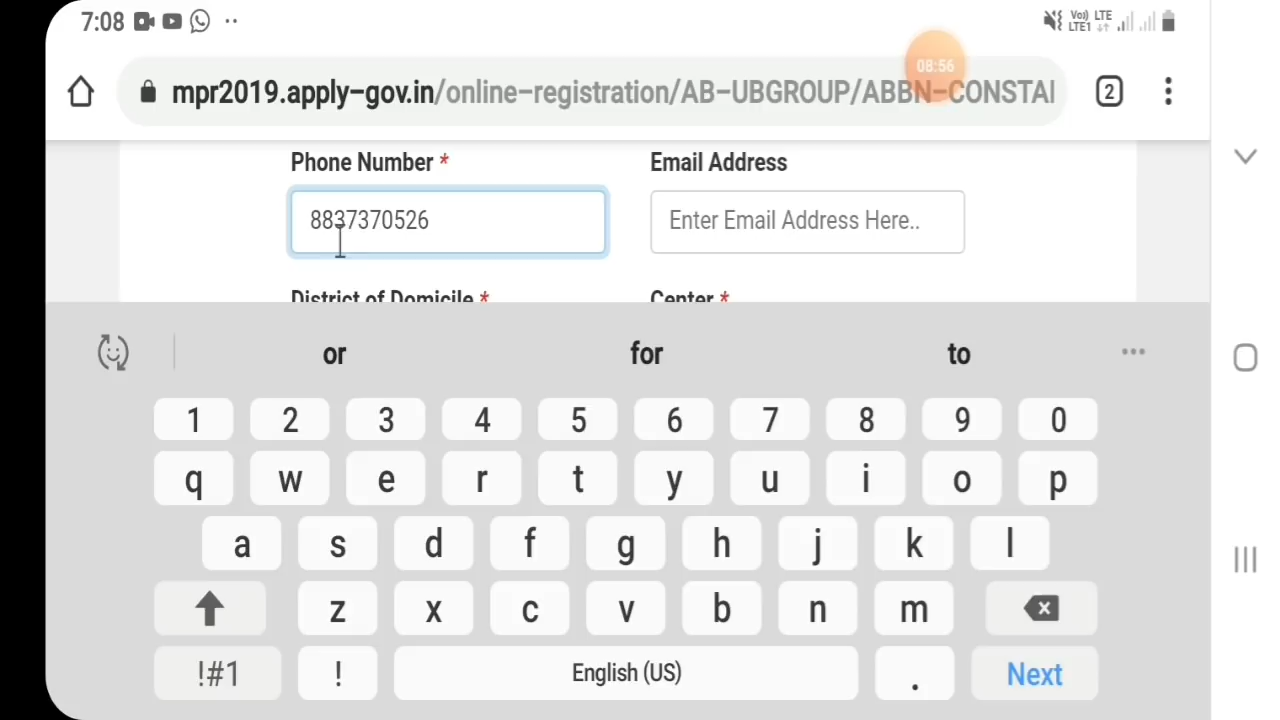 7:08
Vo) LTE
LTE1
08:56
mpr2019.apply-gov.in/online-registration/AB-UBGROUP/ABBN-CONSTAI
2
Phone Number *
Email Address
8837370526
Enter Email Address Here..
District of Domicile *
Center *
or for to
1 2 3 4 5 6 7 8 9 0
q w e r t y u i o p
a s d f g h j k l
z x c v b n m
!#1 ! English (US) . Next